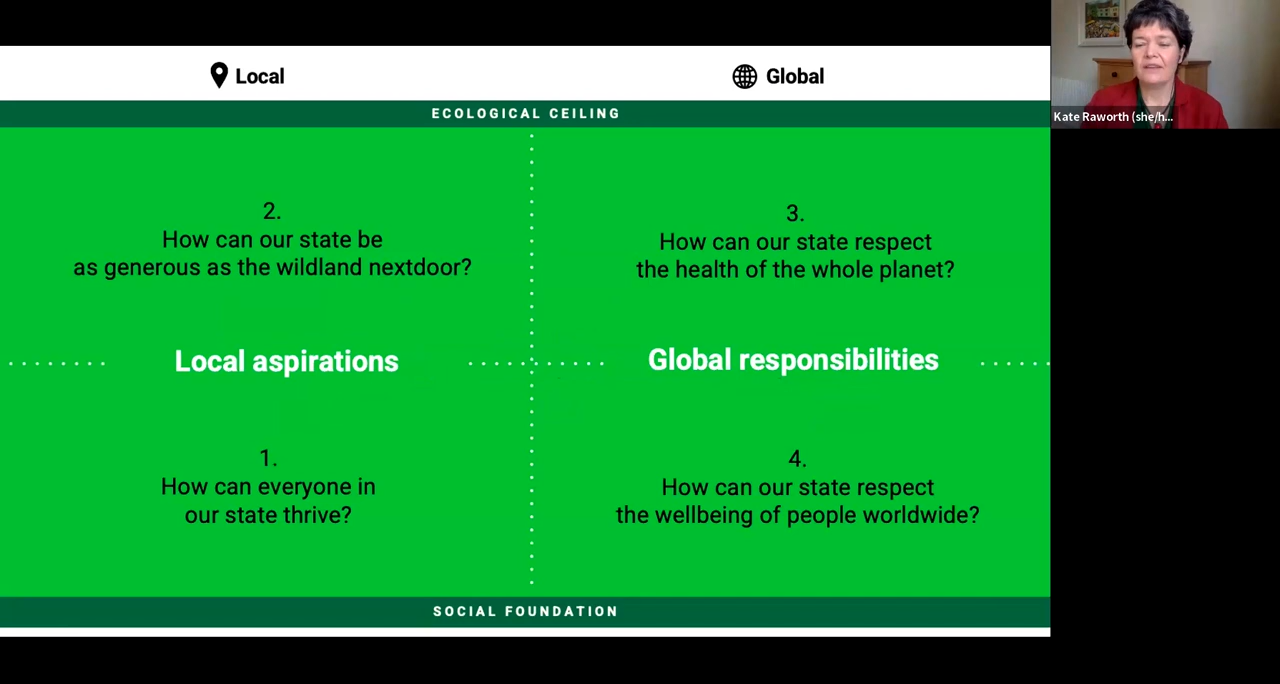 Local
Global
ECOLOGICAL CEILING
2.
How can our state be
as generous as the wildland nextdoor?
3.
How can our state respect
the health of the whole planet?
Local aspirations
Global responsibilities
1.
How can everyone in
our state thrive?
4.
How can our state respect
the wellbeing of people worldwide?
SOCIAL FOUNDATION
Kate Raworth (she/h...